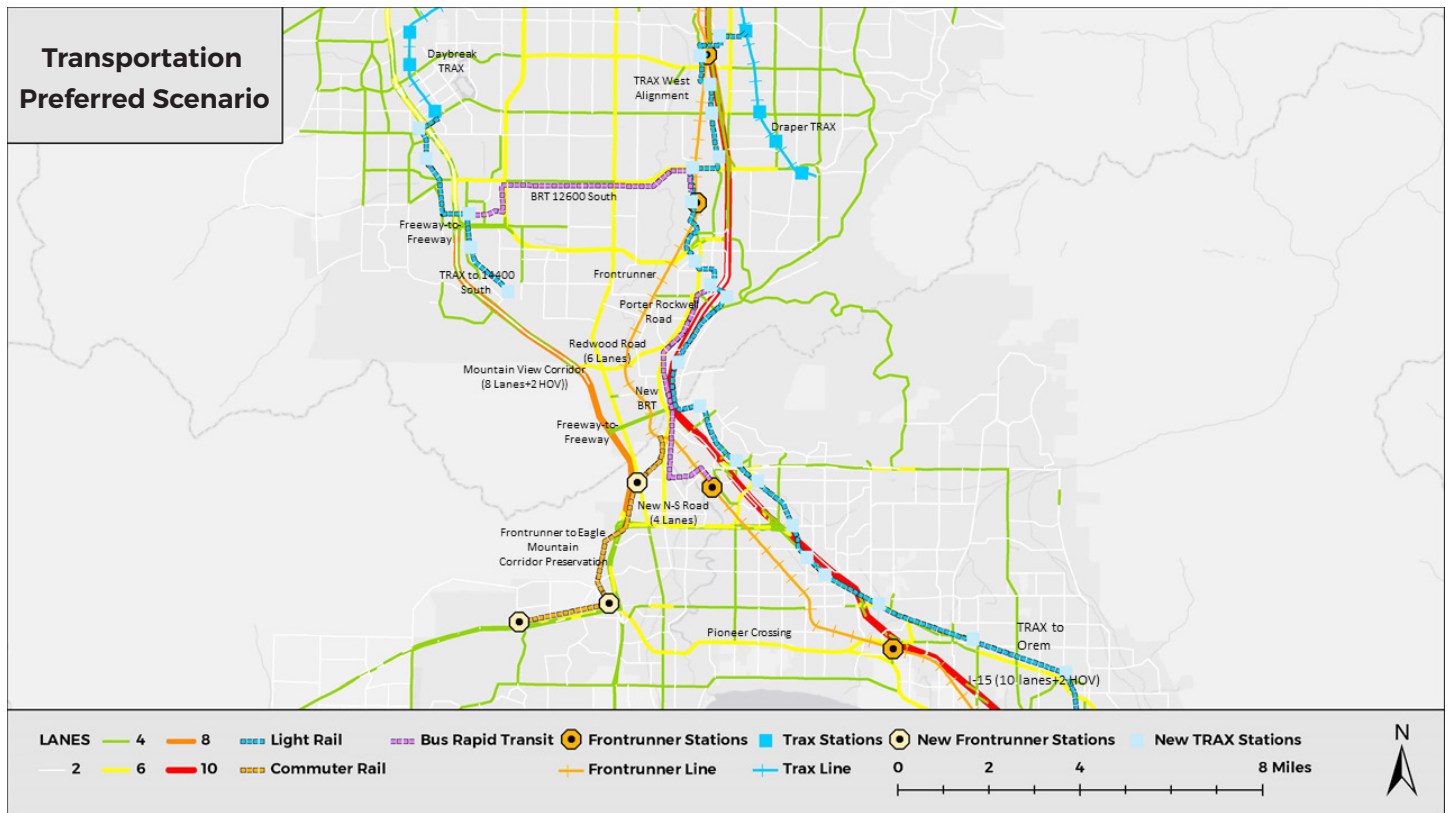 Transportation
Preferred Scenario
Daybreak
TRAX
TRAX West
Alignment
Draper TRAX
BRT 12600 South
Freeway-to-
Freeway
TRAX to 14400
South
Frontrunner
Porter Rockwell
Road
Redwood Road
(6 Lanes)
Mountain View Corridor
(8 Lanes+2 HOV))
New
BRT
Freeway-to-
Freeway
New N-S Road
(4 Lanes)
Frontrunner to Eagle
Mountain
Corridor Preservation
Pioneer Crossing
TRAX to
Orem
I-15 (10 lanes+2 HOV)
LANES 4 8 Light Rail Bus Rapid Transit Frontrunner Stations Trax Stations New Frontrunner Stations New TRAX Stations
2 6 10 Commuter Rail Frontrunner Line Trax Line
0 2 4 8 Miles
N